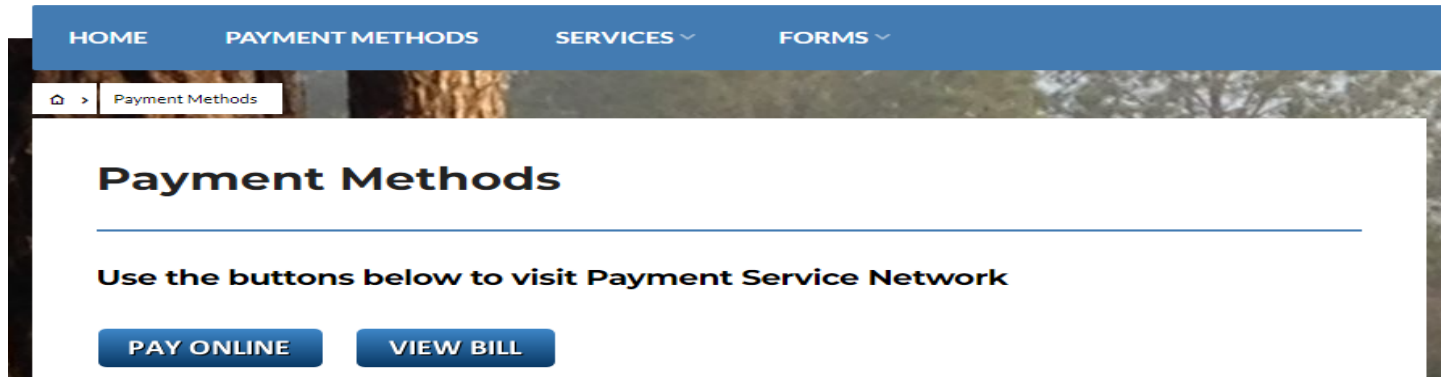 HOME PAYMENT METHODS SERVICES FORMS
Payment Methods
Payment Methods
Use the buttons below to visit Payment Service Network
PAY ONLINE VIEW BILL